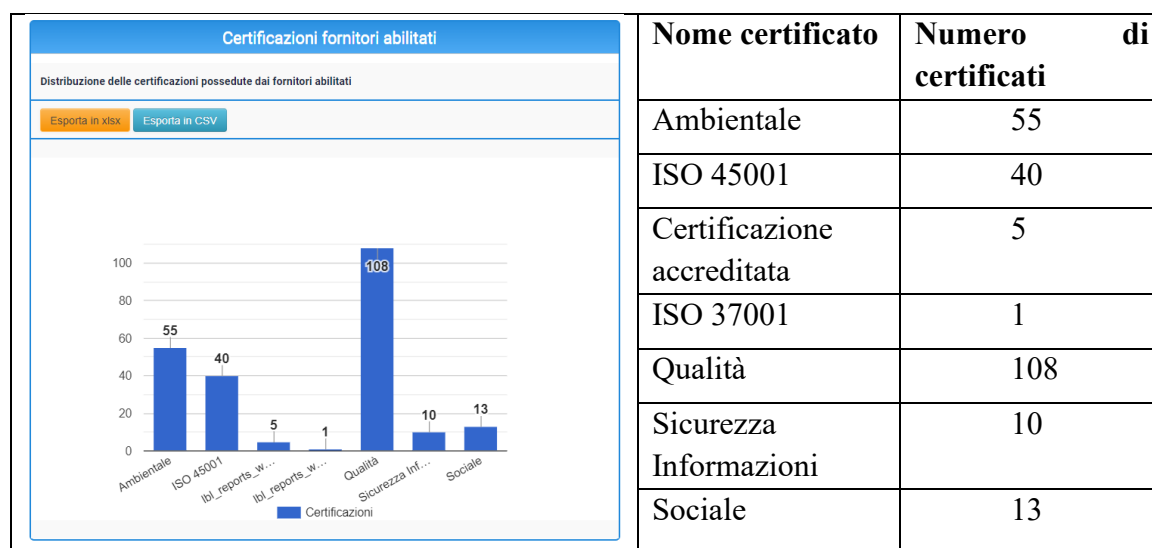 Certificazioni fornitori abilitati
Distribuzione delle certificazioni possedute dai fornitori abilitati
Esporta in xlsx Esporta in CSV
100
80
60
40
20
0
55
40
5
1
108
10
13
Ambientale
ISO 45001
lbl_reports_w...
lbl_reports_w...
Qualità
Sicurezza Inf...
Sociale
Certificazioni
Nome certificato Numero di
certificati
Ambientale 55
ISO 45001 40
Certificazione 5
accreditata
ISO 37001 1
Qualità 108
Sicurezza 10
Informazioni
Sociale 13